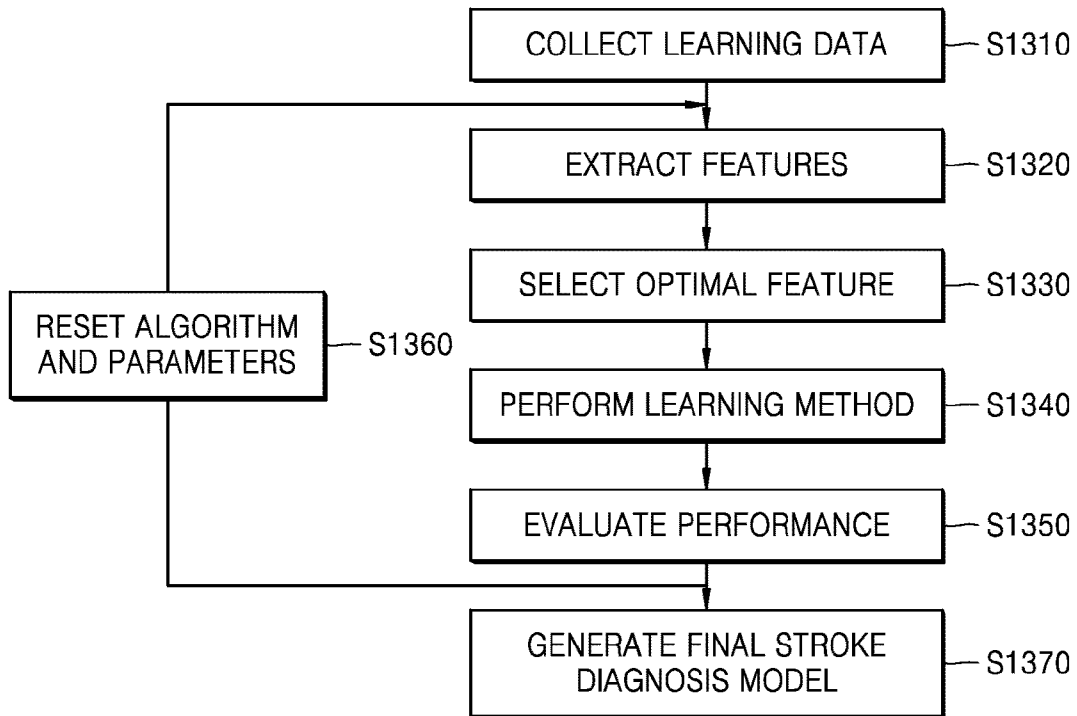 COLLECT LEARNING DATA
S1310
EXTRACT FEATURES
S1320
SELECT OPTIMAL FEATURE
S1330
RESET ALGORITHM
AND PARAMETERS
S1360
PERFORM LEARNING METHOD
S1340
EVALUATE PERFORMANCE
S1350
GENERATE FINAL STROKE
DIAGNOSIS MODEL
S1370